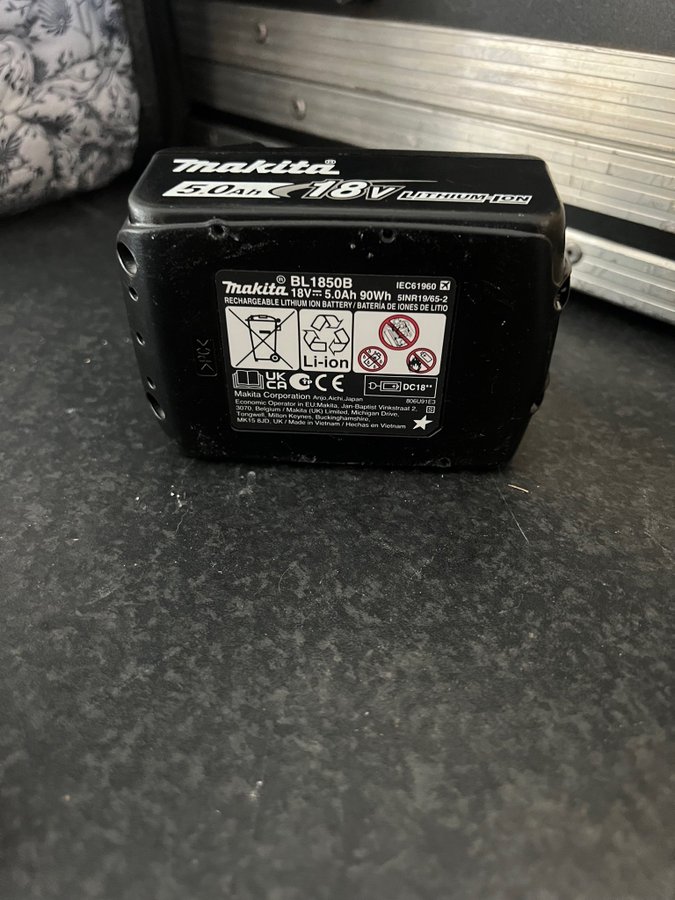 makita®
5.0Ah 18V LITHIUM-ION
makita® BL1850B IEC61960
18V⎓ 5.0Ah 90Wh 5INR19/65-2
RECHARGEABLE LITHIUM ION BATTERY / BATERÍA DE IONES DE LITIO
Li-ion
UK CA CE DC18**
Makita Corporation Anjo,Aichi,Japan 806U91E3
Economic Operator in EU:Makita, Jan-Baptist Vinkstraat 2,
3070, Belgium / Makita (UK) Limited, Michigan Drive,
Tongwell, Milton Keynes, Buckinghamshire,
MK15 8JD, UK / Made in Vietnam / Hechas en Vietnam